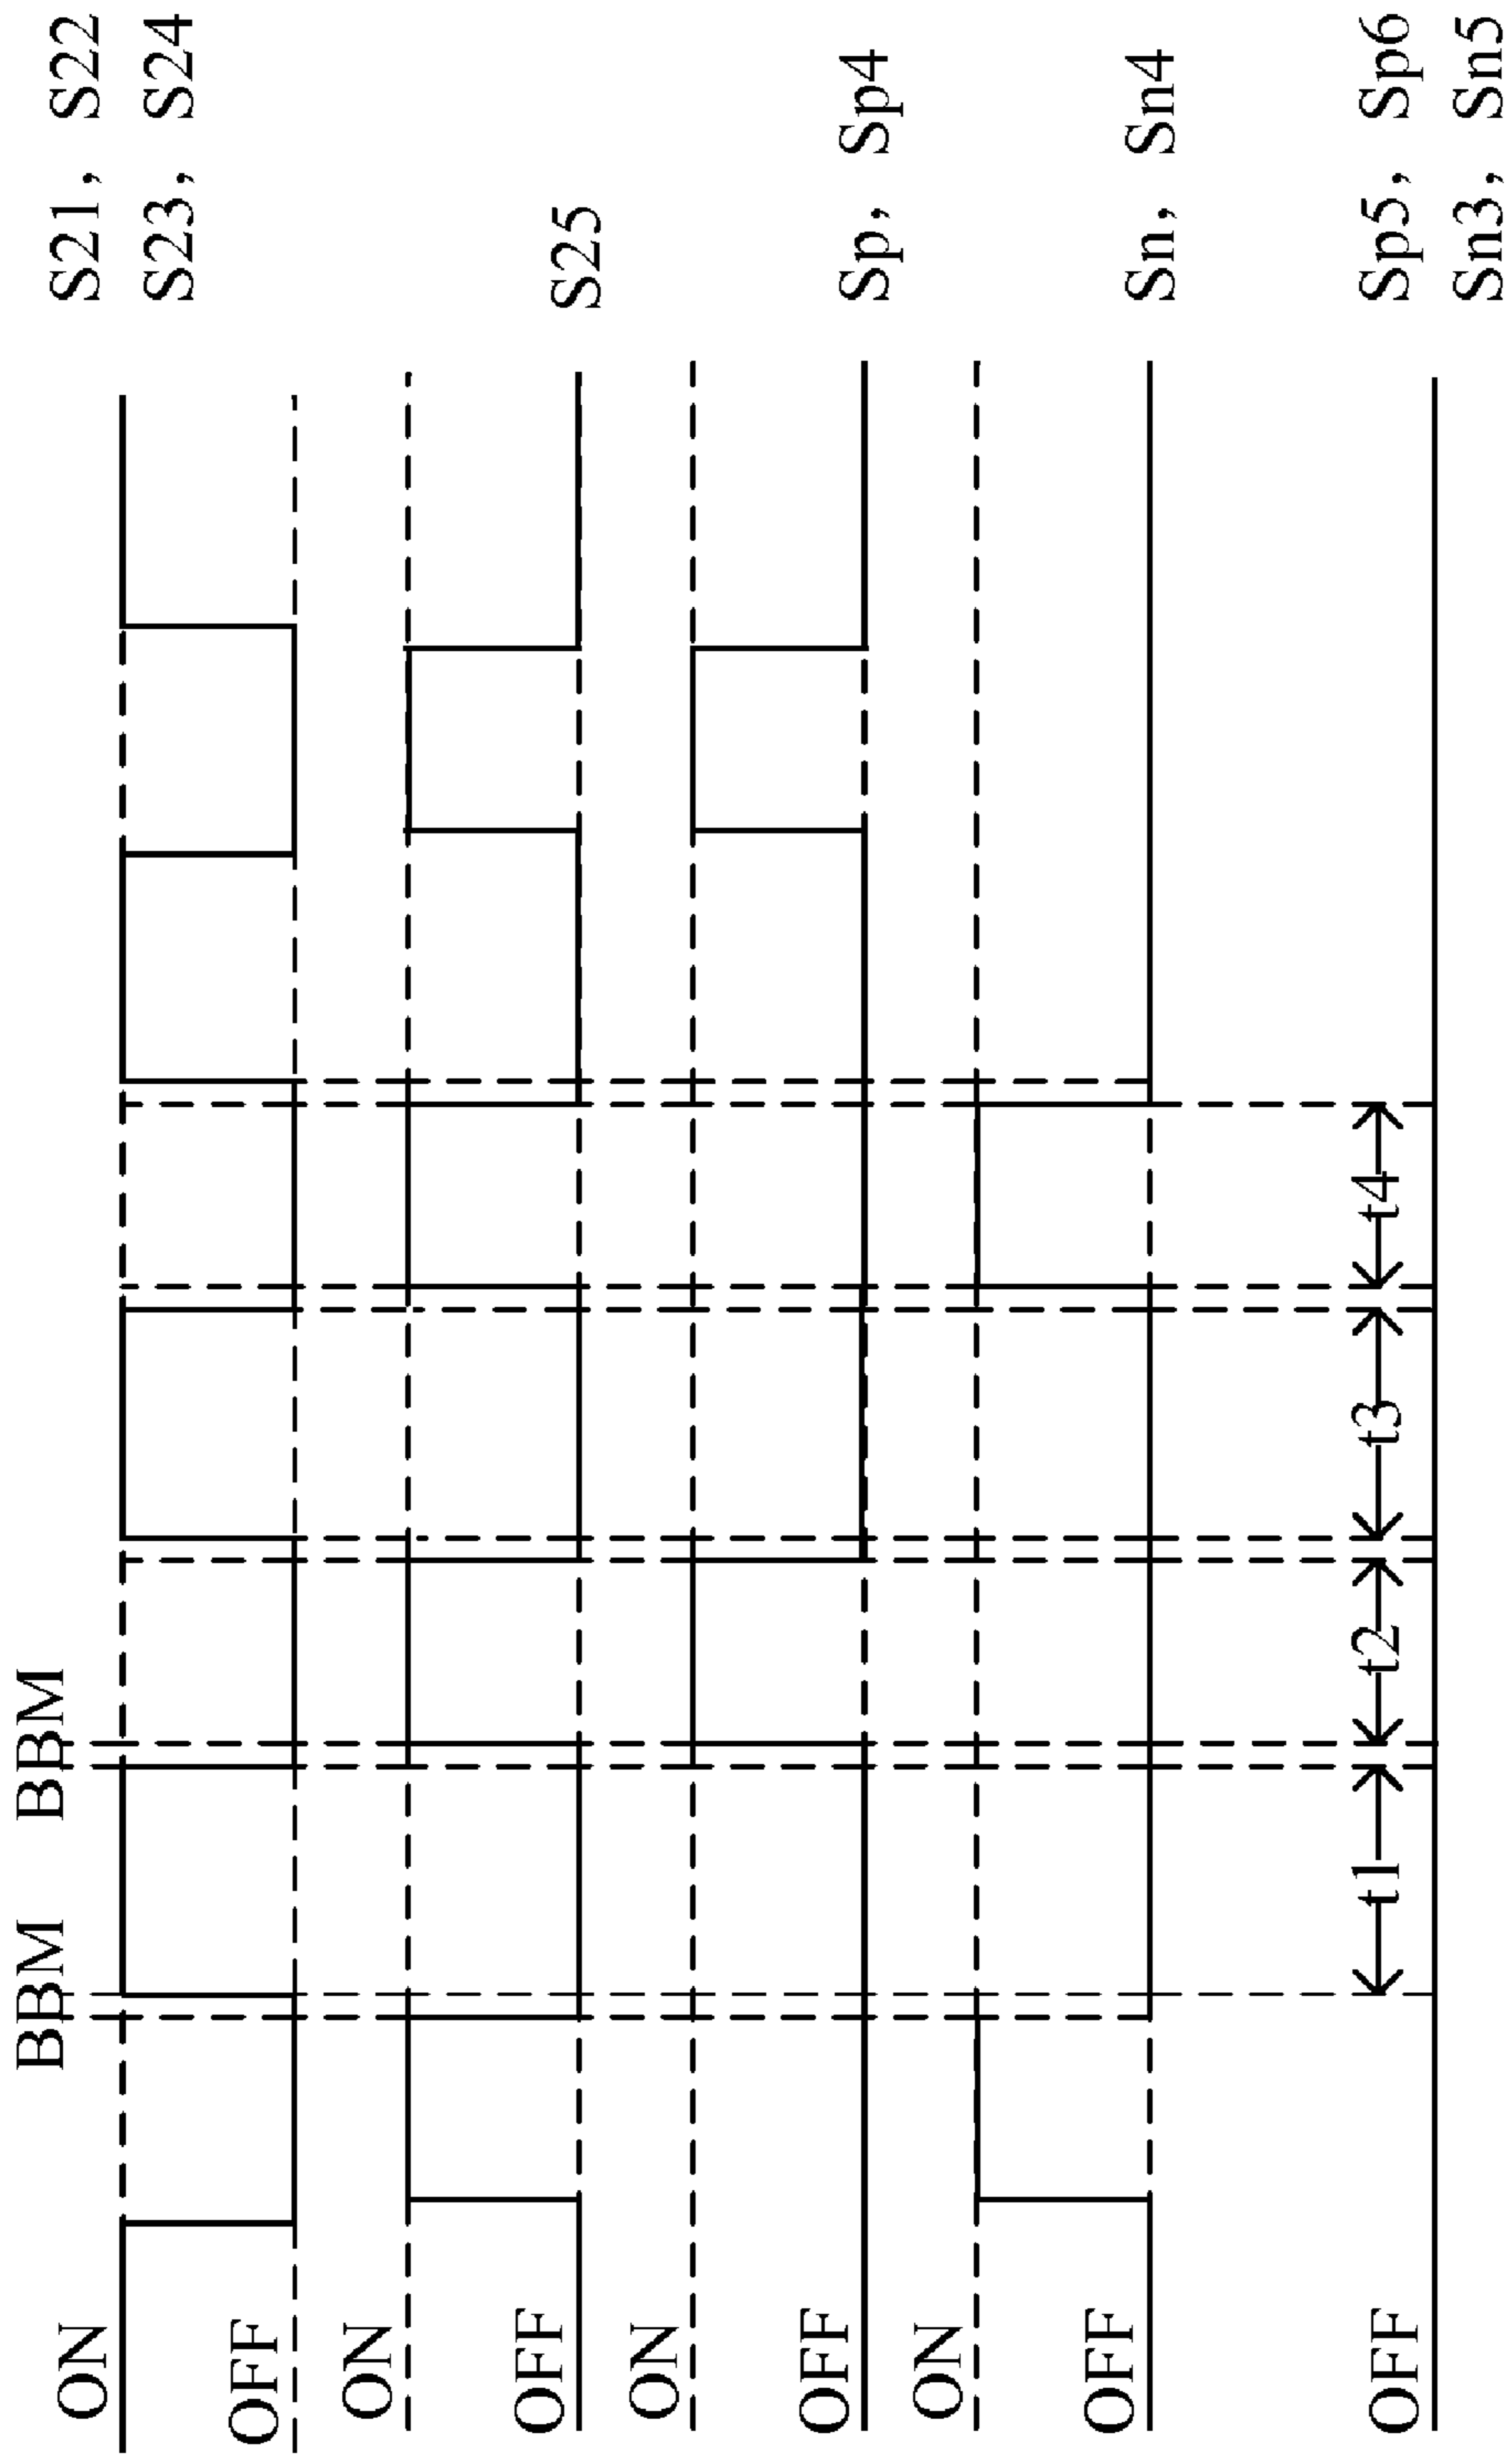 BBM BBM
ON
OFF
S21, S22
S23, S24
ON
OFF
S25
ON
OFF
Sp, Sp4
ON
OFF
Sn, Sn4
t1 t2 t3 t4
OFF
Sp5, Sp6
Sn3, Sn5